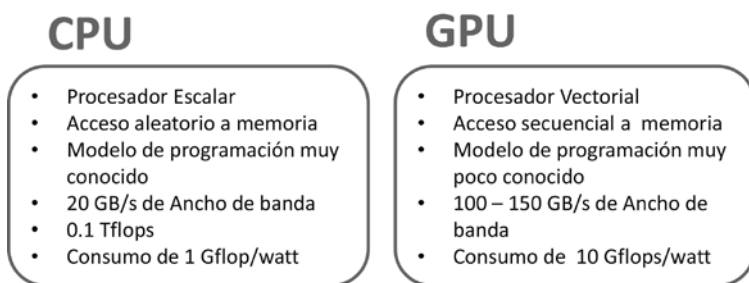 CPU
• Procesador Escalar
• Acceso aleatorio a memoria
• Modelo de programación muy
conocido
• 20 GB/s de Ancho de banda
• 0.1 Tflops
• Consumo de 1 Gflop/watt
GPU
• Procesador Vectorial
• Acceso secuencial a memoria
• Modelo de programación muy
poco conocido
• 100 – 150 GB/s de Ancho de
banda
• Consumo de 10 Gflops/watt